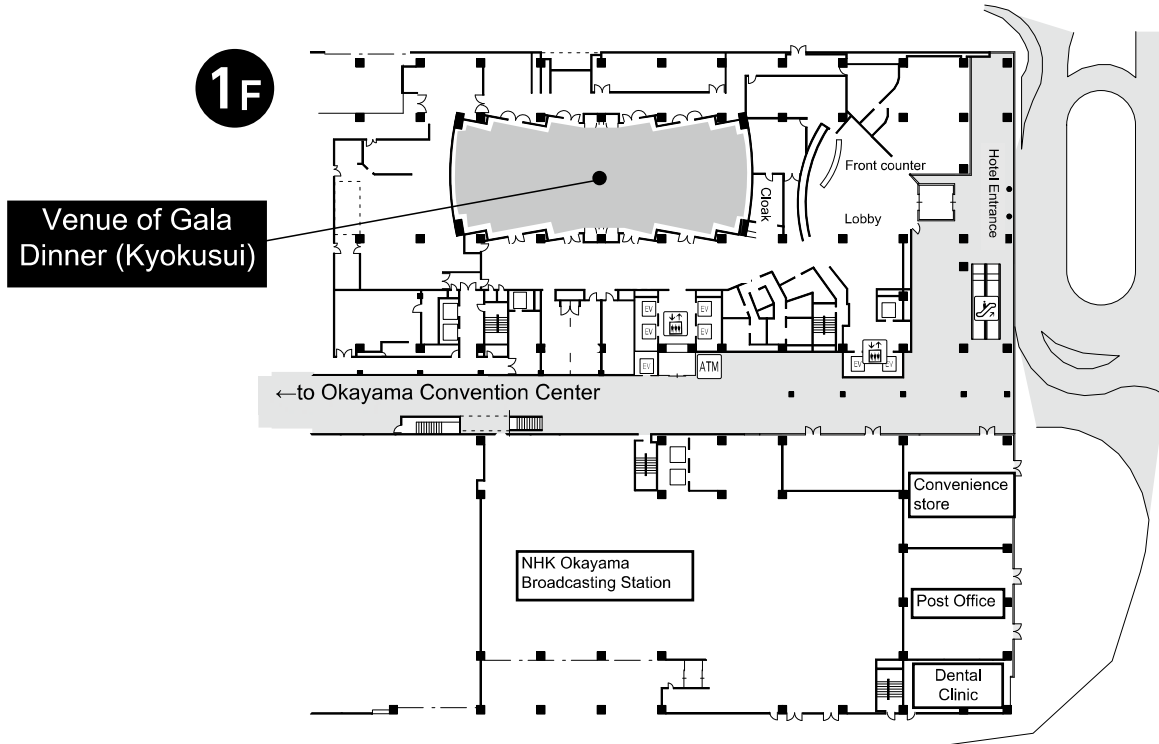 1F
Venue of Gala
Dinner (Kyokusui)
Front counter
Cloak
Lobby
Hotel Entrance
EV
EV
EV
EV
EV
ATM
EV
EV
←to Okayama Convention Center
Convenience
store
NHK Okayama
Broadcasting Station
Post Office
Dental
Clinic